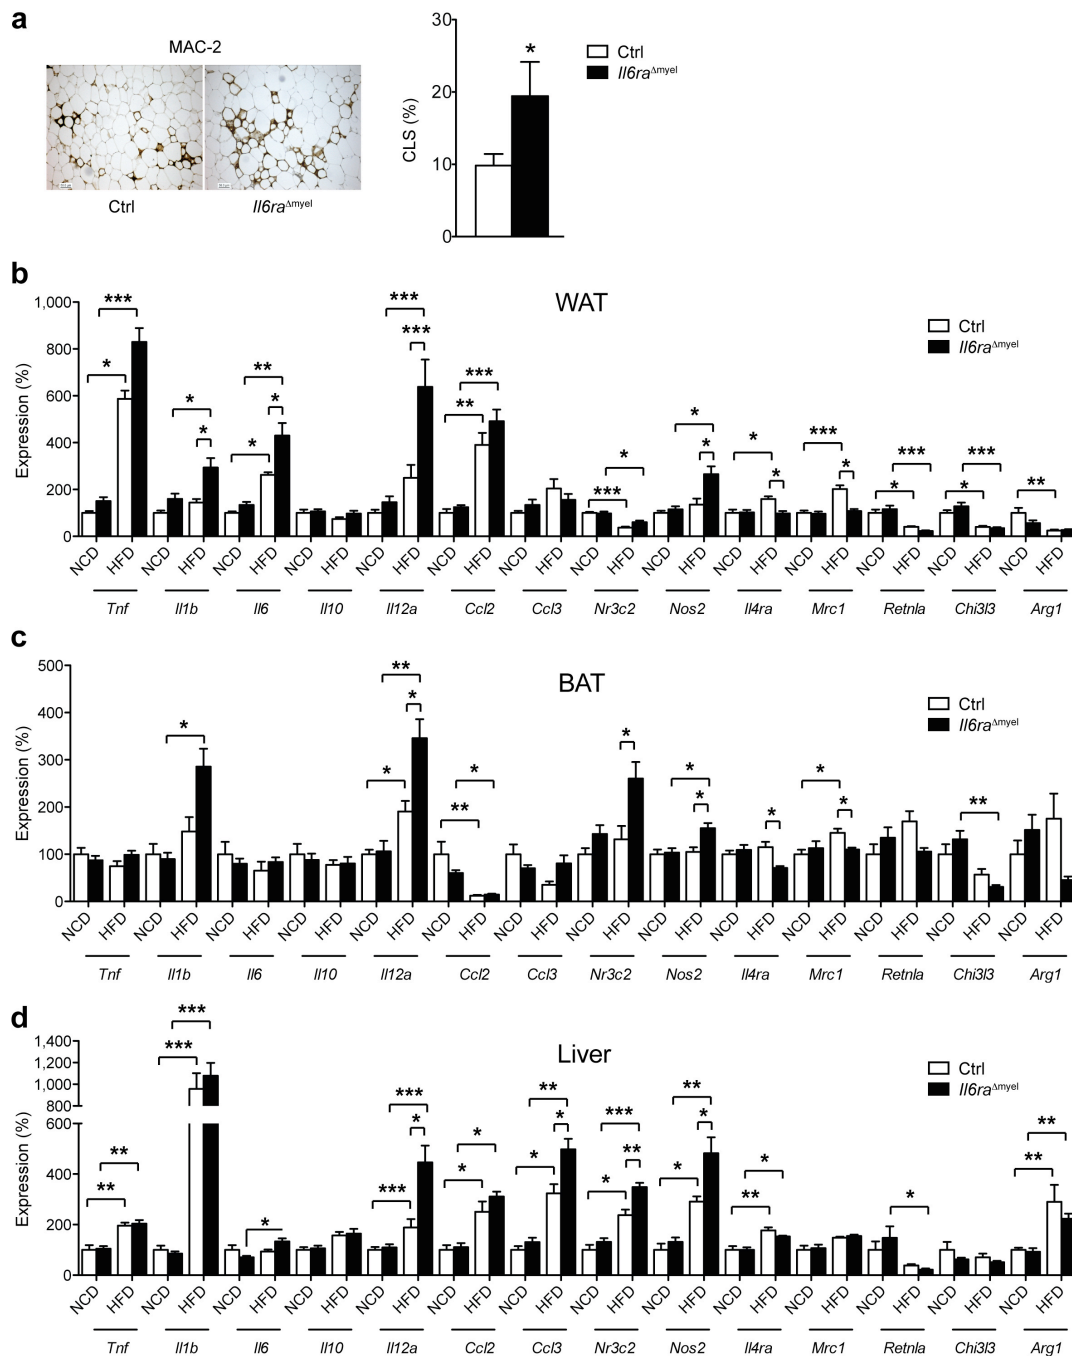 a
MAC-2
Ctrl
Il6raΔmyel
30
20
10
0
CLS (%)
*
Ctrl
Il6raΔmyel
b
WAT
Ctrl
Il6raΔmyel
Expression (%)
1,000
800
600
400
200
0
* *** * * * * ** *** *** ** *** *** * * * * * *** * * *** * *** **
NCD HFD NCD HFD NCD HFD NCD HFD NCD HFD NCD HFD NCD HFD NCD HFD NCD HFD NCD HFD NCD HFD NCD HFD NCD HFD NCD HFD
Tnf Il1b Il6 Il10 Il12a Ccl2 Ccl3 Nr3c2 Nos2 Il4ra Mrc1 Retnla Chi3l3 Arg1
c
BAT
Ctrl
Il6raΔmyel
Expression (%)
500
400
300
200
100
0
* * ** * ** * * * * * * * **
NCD HFD NCD HFD NCD HFD NCD HFD NCD HFD NCD HFD NCD HFD NCD HFD NCD HFD NCD HFD NCD HFD NCD HFD NCD HFD NCD HFD
Tnf Il1b Il6 Il10 Il12a Ccl2 Ccl3 Nr3c2 Nos2 Il4ra Mrc1 Retnla Chi3l3 Arg1
d
Liver
Ctrl
Il6raΔmyel
Expression (%)
1,400
1,200
1,000
800
600
400
200
0
** ** *** *** * *** *** * * * * ** * * *** ** * ** * ** * * ** **
NCD HFD NCD HFD NCD HFD NCD HFD NCD HFD NCD HFD NCD HFD NCD HFD NCD HFD NCD HFD NCD HFD NCD HFD NCD HFD NCD HFD
Tnf Il1b Il6 Il10 Il12a Ccl2 Ccl3 Nr3c2 Nos2 Il4ra Mrc1 Retnla Chi3l3 Arg1